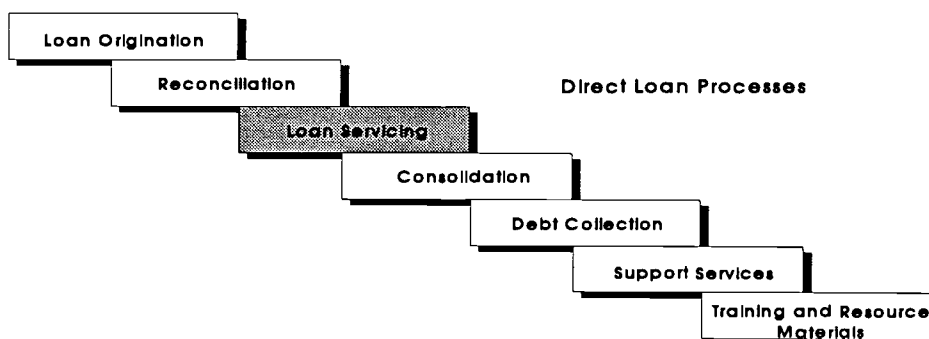 Loan Origination
Reconciliation
Direct Loan Processes
Loan Servicing
Consolidation
Debt Collection
Support Services
Training and Resource
Materials